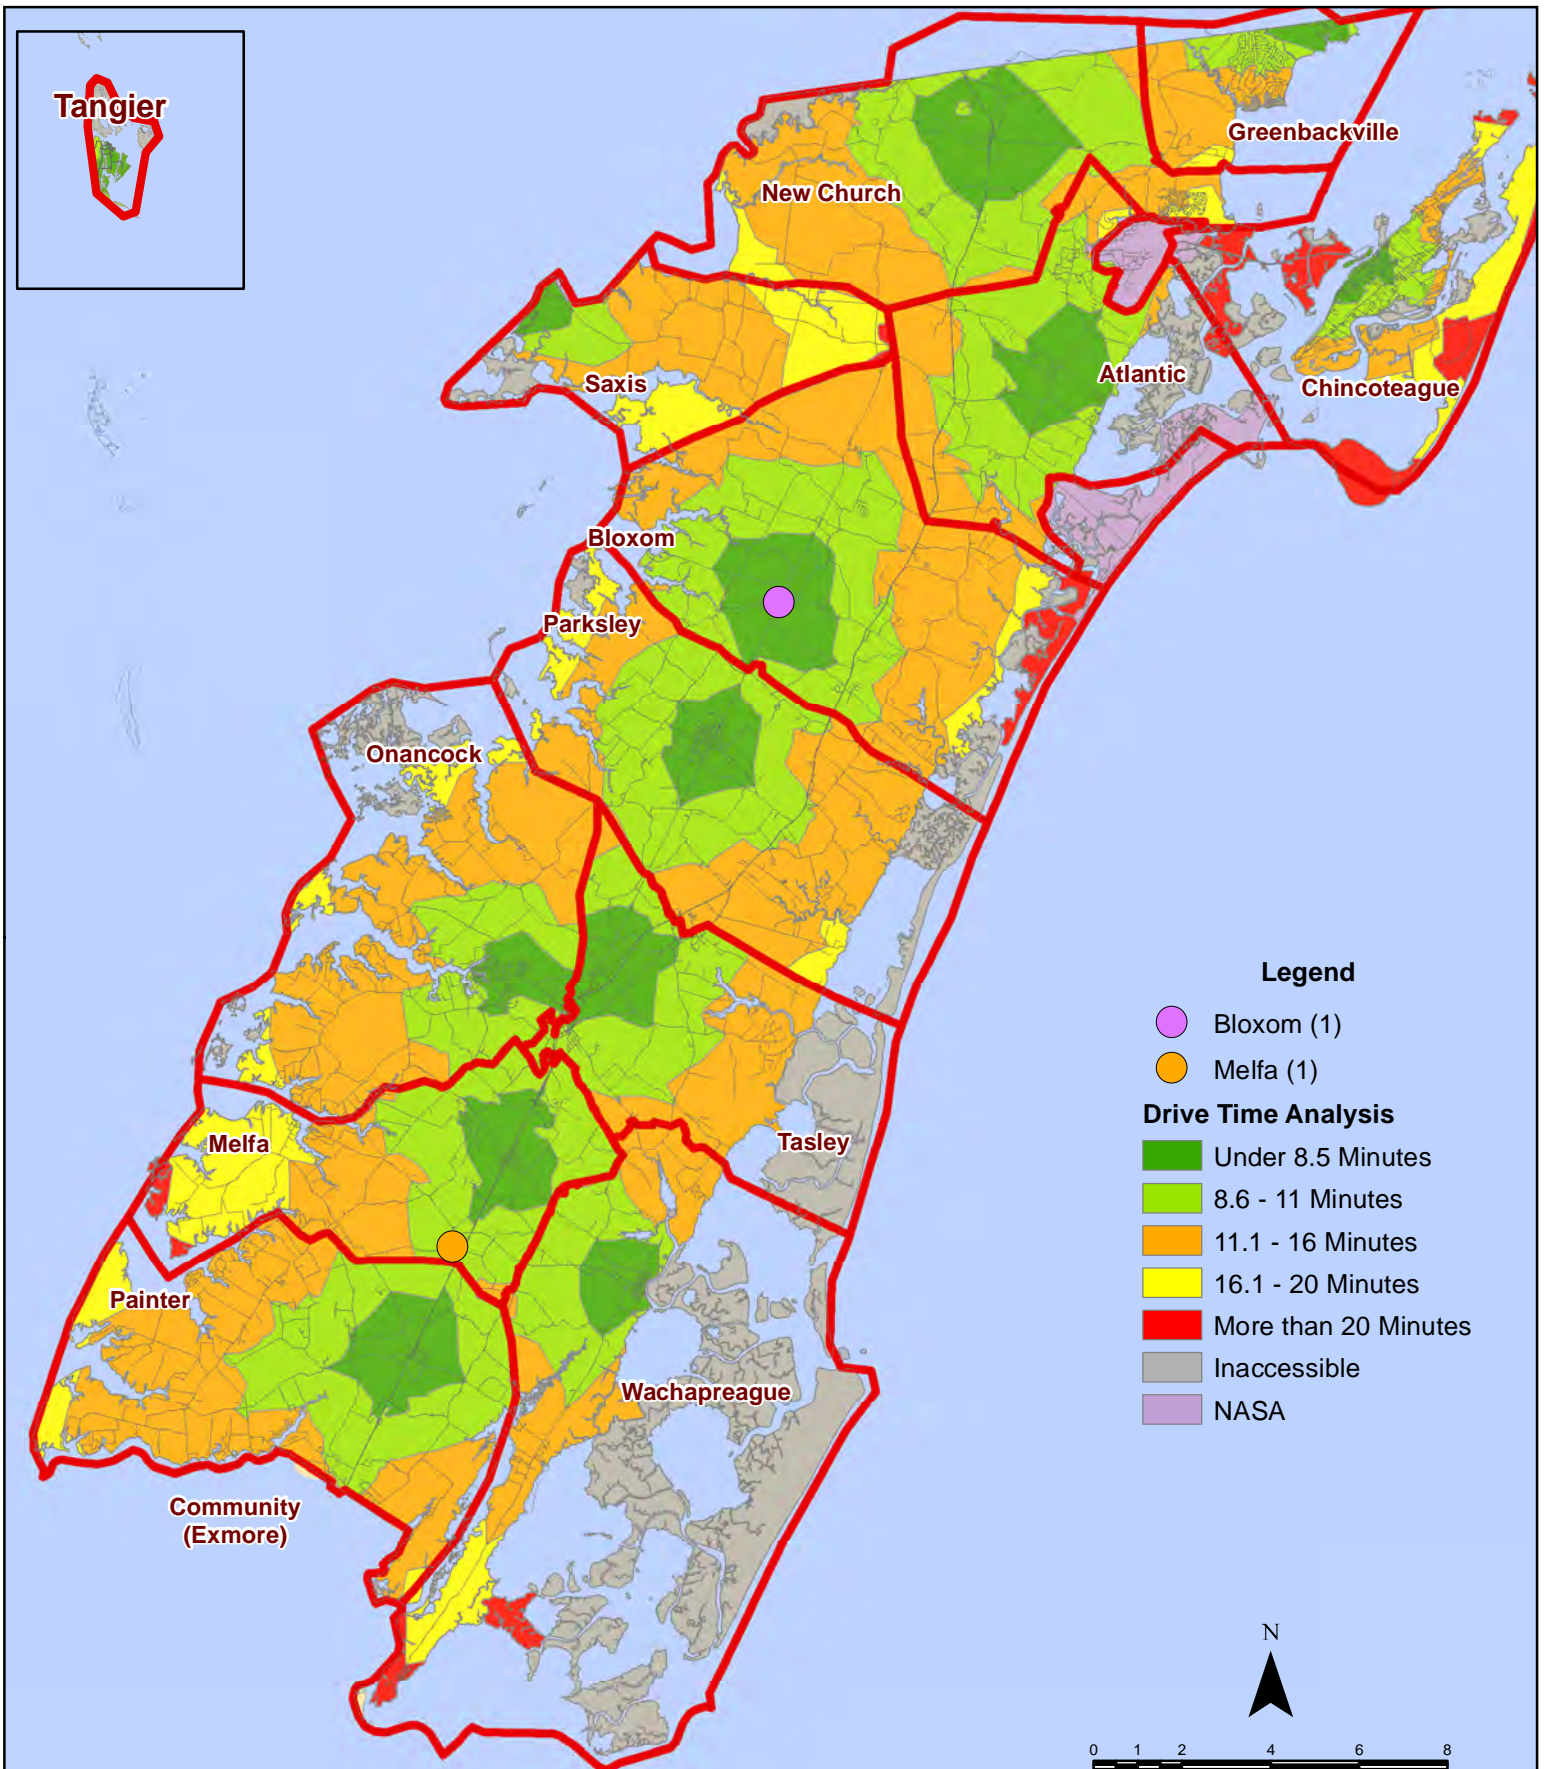 Tangier
Greenbackville
New Church
Saxis
Atlantic
Chincoteague
Bloxom
Parksley
Onancock
Melfa
Tasley
Painter
Wachapreague
Community
(Exmore)
Legend
Bloxom (1)
Melfa (1)
Drive Time Analysis
Under 8.5 Minutes
8.6 - 11 Minutes
11.1 - 16 Minutes
16.1 - 20 Minutes
More than 20 Minutes
Inaccessible
NASA
N
0 1 2 4 6 8